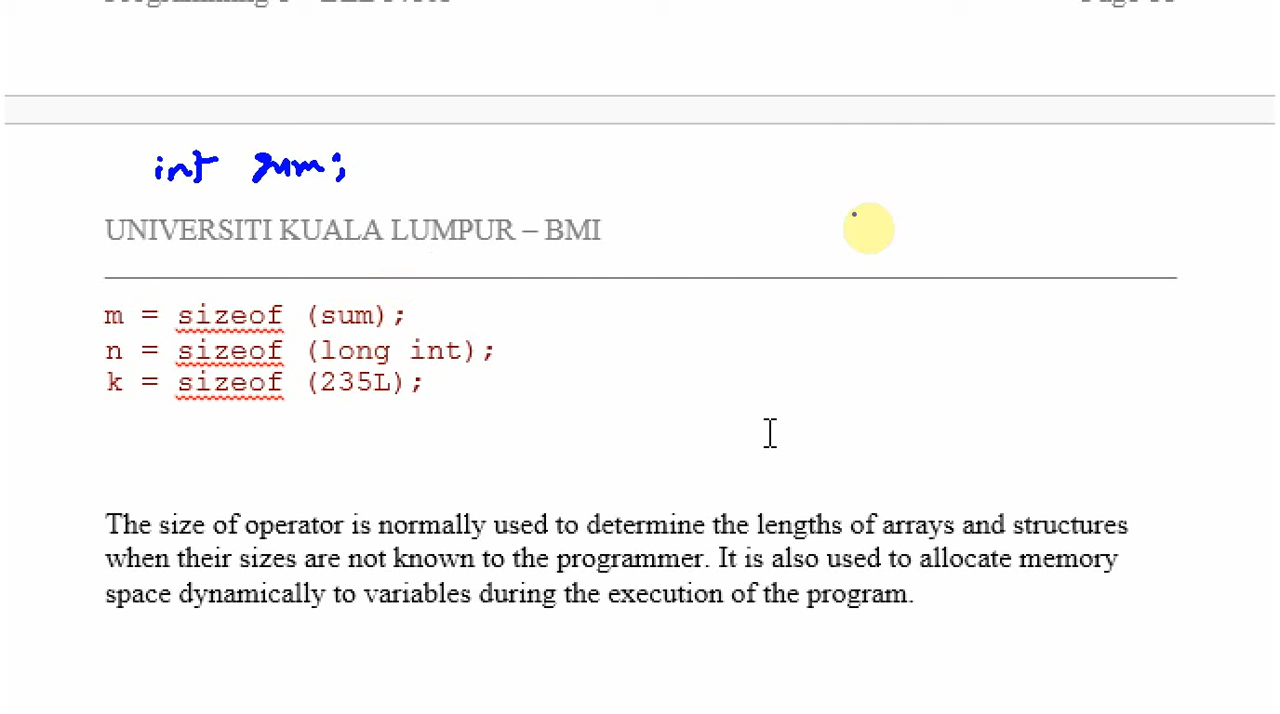 int sum;
UNIVERSITI KUALA LUMPUR – BMI
m = sizeof (sum);
n = sizeof (long int);
k = sizeof (235L);
The size of operator is normally used to determine the lengths of arrays and structures
when their sizes are not known to the programmer. It is also used to allocate memory
space dynamically to variables during the execution of the program.